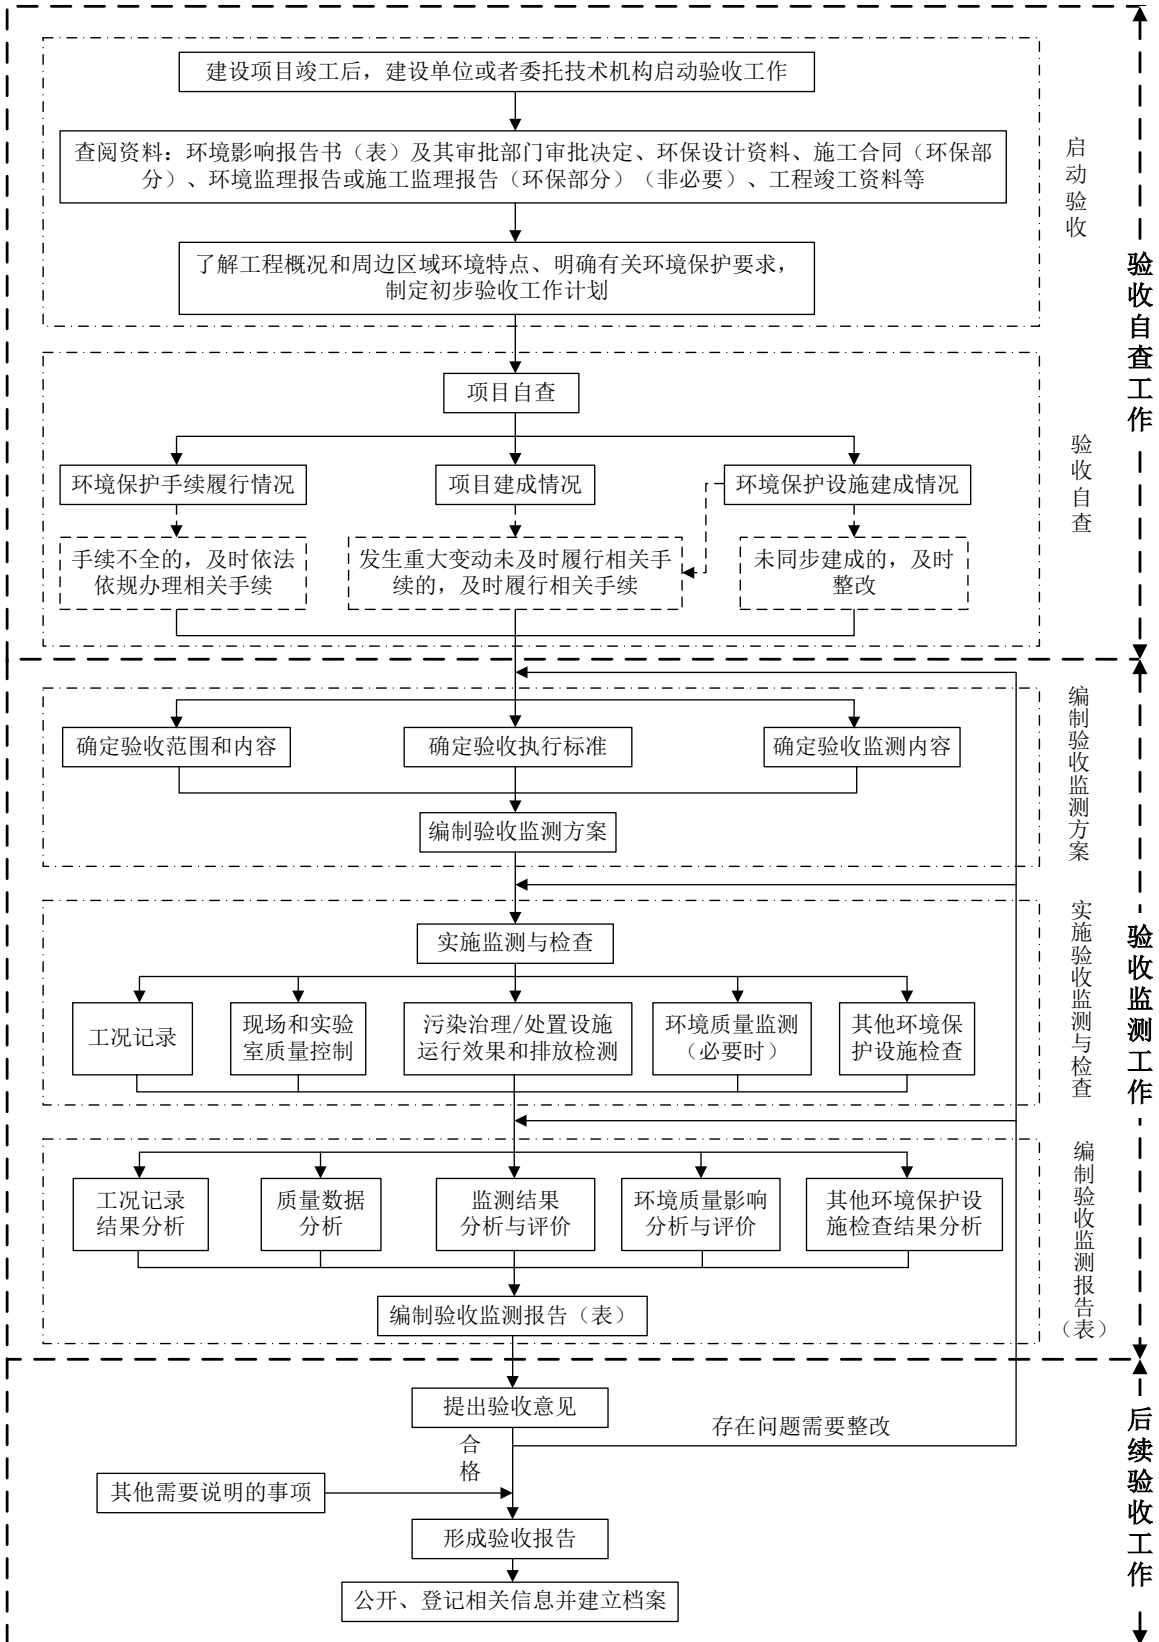 建设项目竣工后，建设单位或者委托技术机构启动验收工作
查阅资料：环境影响报告书（表）及其审批部门审批决定、环保设计资料、施工合同（环保部
分）、环境监理报告或施工监理报告（环保部分）（非必要）、工程竣工资料等
了解工程概况和周边区域环境特点、明确有关环境保护要求，
制定初步验收工作计划
启动验收
验收自查工作
项目自查
环境保护手续履行情况
项目建成情况
环境保护设施建成情况
手续不全的，及时依法
依规办理相关手续
发生重大变动未及时履行相关手
续的，及时履行相关手续
未同步建成的，及时
整改
验收自查
确定验收范围和内容
确定验收执行标准
确定验收监测内容
编制验收监测方案
编制验收监测方案
实施监测与检查
工况记录
现场和实验
室质量控制
污染治理/处置设施
运行效果和排放检测
环境质量监测
（必要时）
其他环境保
护设施检查
实施验收监测与检查
验收监测工作
工况记录
结果分析
质量数据
分析
监测结果
分析与评价
环境质量影响
分析与评价
其他环境保护设
施检查结果分析
编制验收监测报告（表）
编制验收监测报告
（表）
提出验收意见
合格
存在问题需要整改
其他需要说明的事项
形成验收报告
公开、登记相关信息并建立档案
后续验收工作